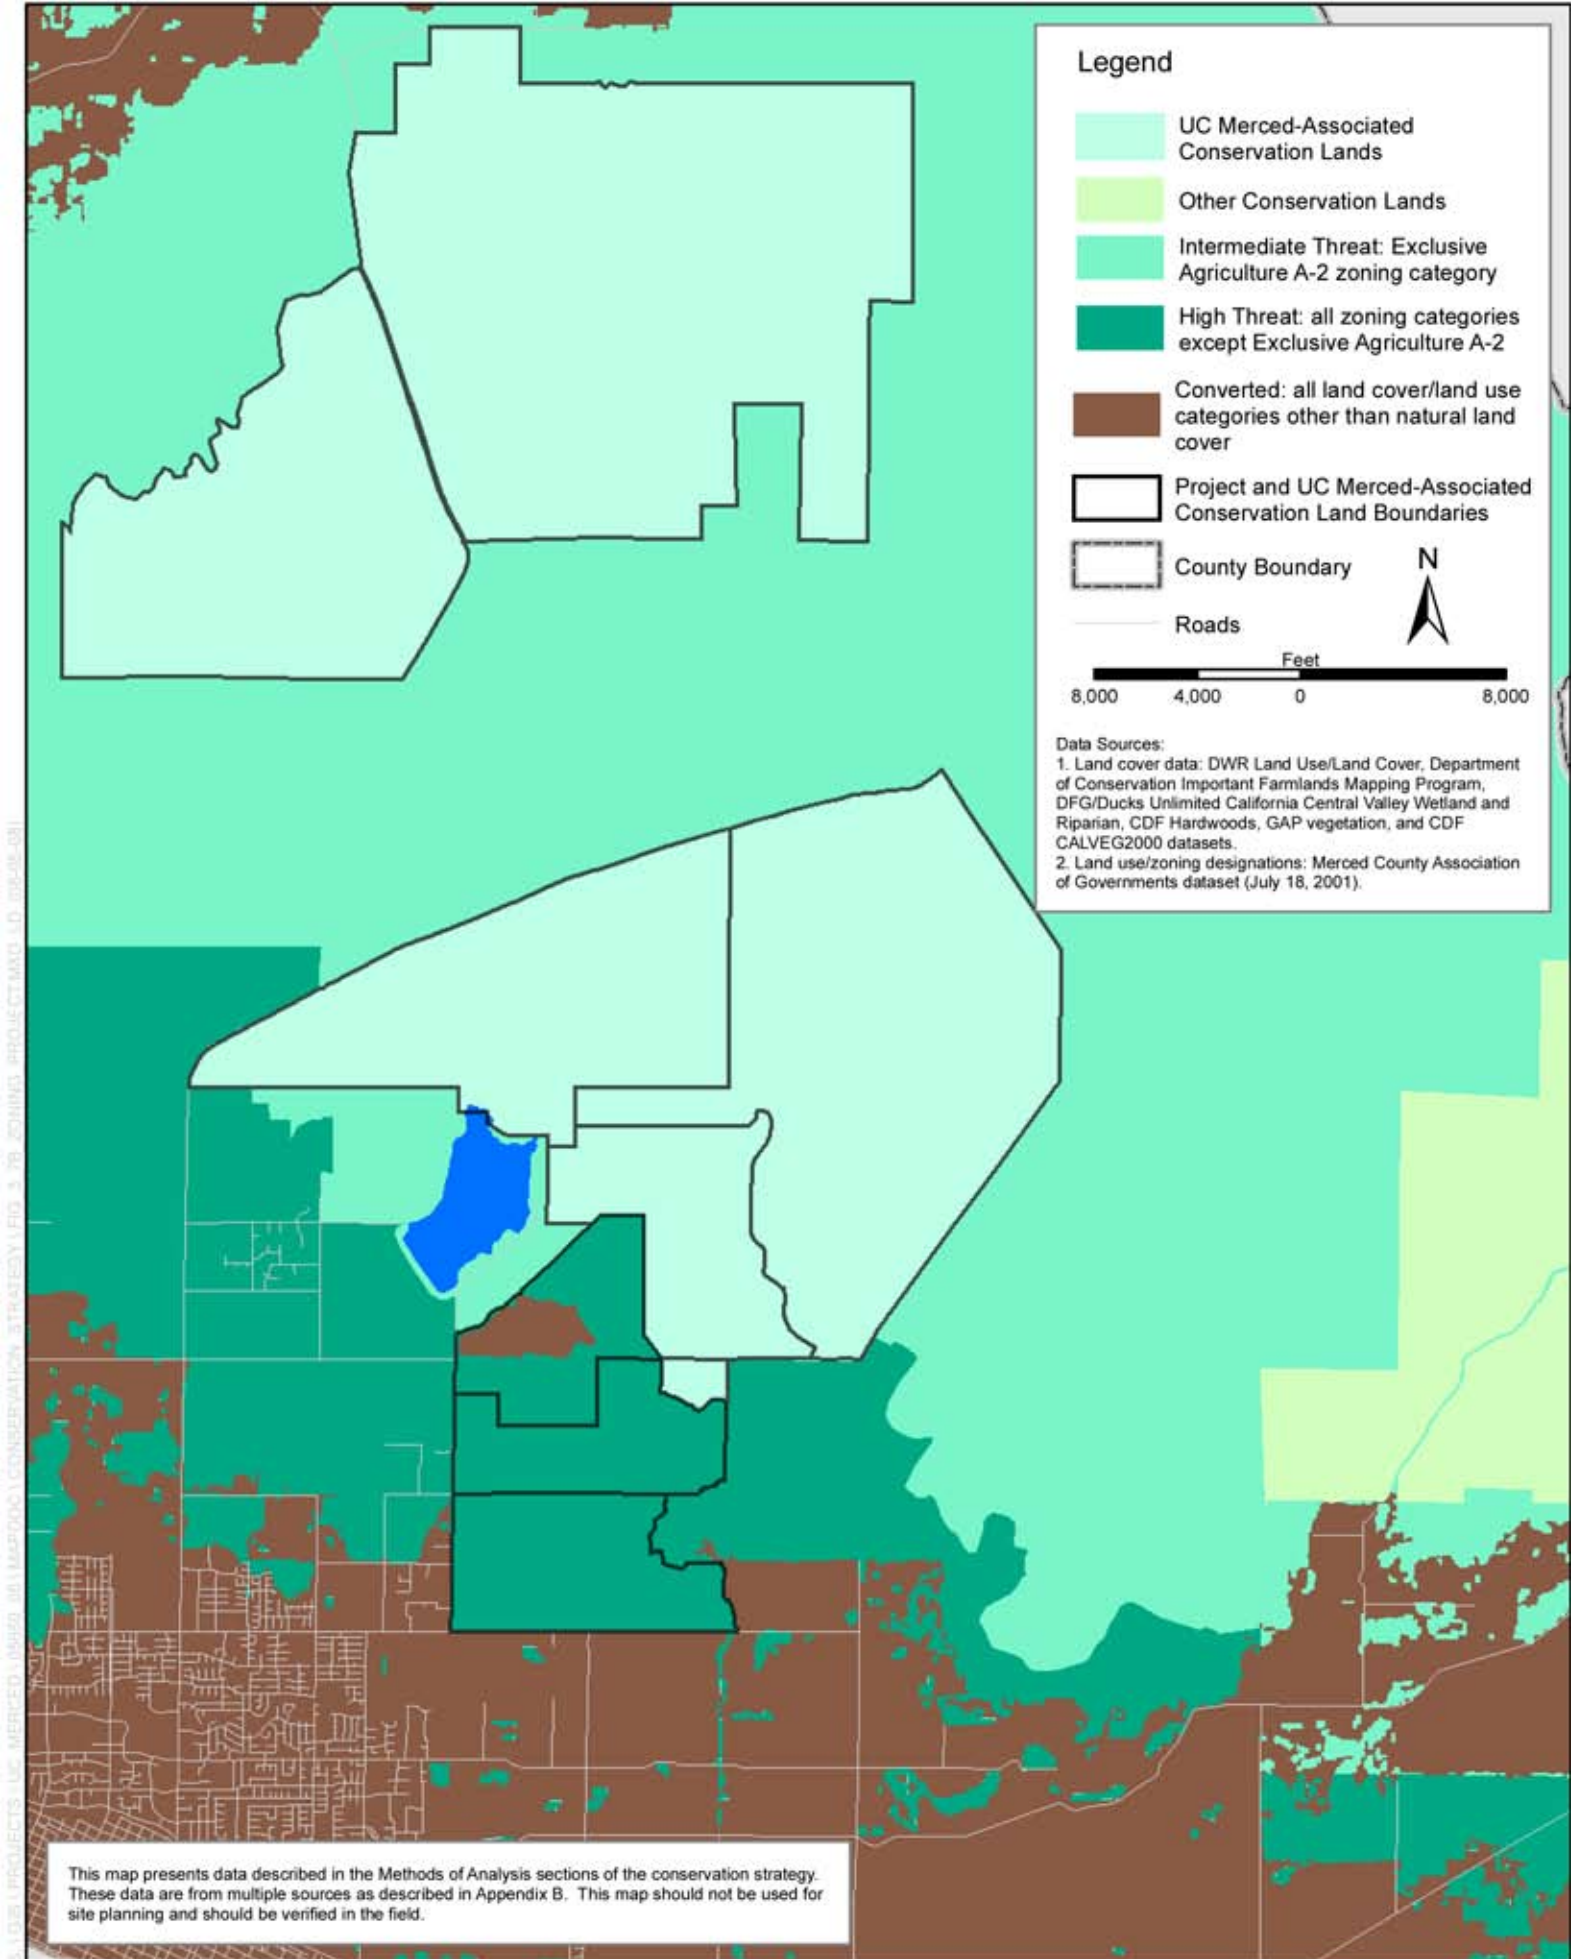 Legend
UC Merced-Associated
Conservation Lands
Other Conservation Lands
Intermediate Threat: Exclusive
Agriculture A-2 zoning category
High Threat: all zoning categories
except Exclusive Agriculture A-2
Converted: all land cover/land use
categories other than natural land
cover
Project and UC Merced-Associated
Conservation Land Boundaries
County Boundary
N
Roads
Feet
8,000 4,000 0 8,000
Data Sources:
1. Land cover data: DWR Land Use/Land Cover, Department
of Conservation Important Farmlands Mapping Program,
DFG/Ducks Unlimited California Central Valley Wetland and
Riparian, CDF Hardwoods, GAP vegetation, and CDF
CALVEG2000 datasets.
2. Land use/zoning designations: Merced County Association
of Governments dataset (July 18, 2001).
This map presents data described in the Methods of Analysis sections of the conservation strategy.
These data are from multiple sources as described in Appendix B. This map should not be used for
site planning and should be verified in the field.